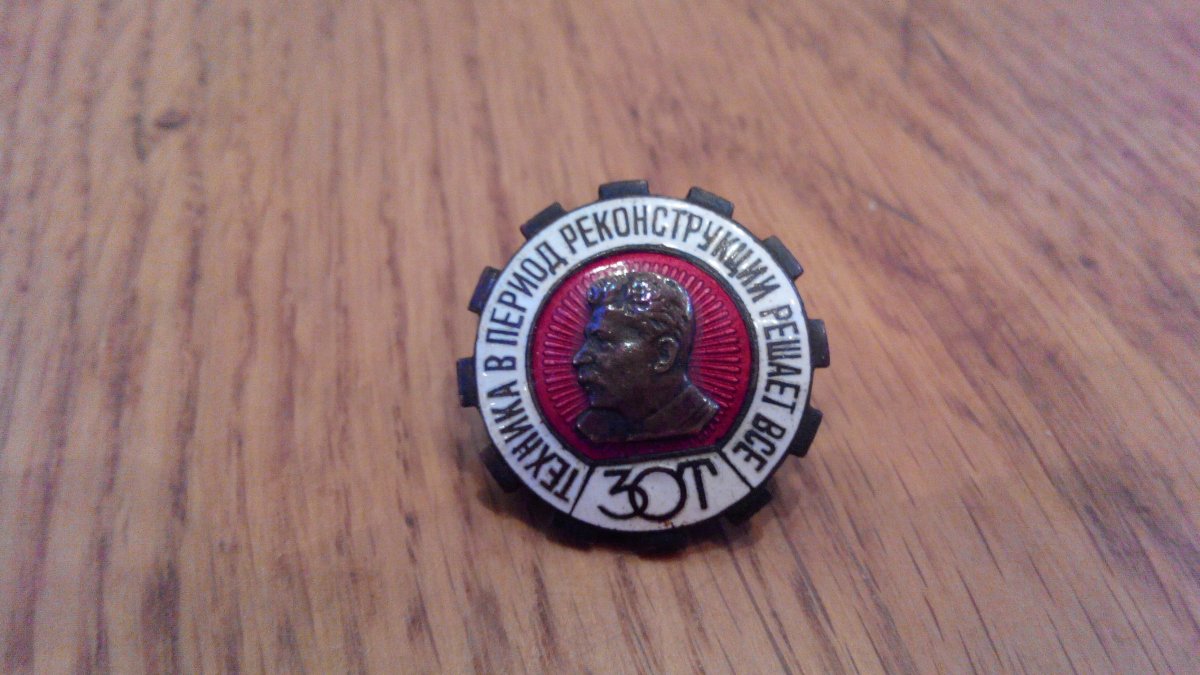 ТЕХНИКА В ПЕРИОД РЕКОНСТРУКЦИИ РЕШАЕТ ВСЕ
ЗОТ